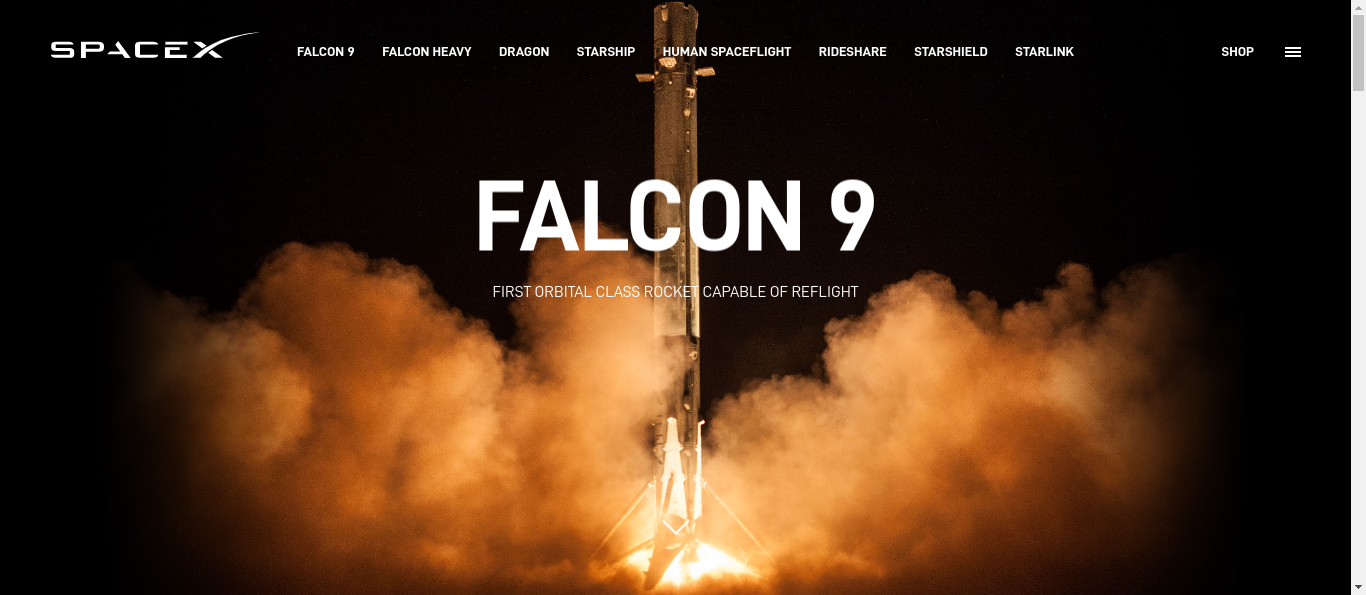 SPACEX
FALCON 9 FALCON HEAVY DRAGON STARSHIP HUMAN SPACEFLIGHT RIDESHARE STARSHIELD STARLINK SHOP
FALCON 9
FIRST ORBITAL CLASS ROCKET CAPABLE OF REFLIGHT